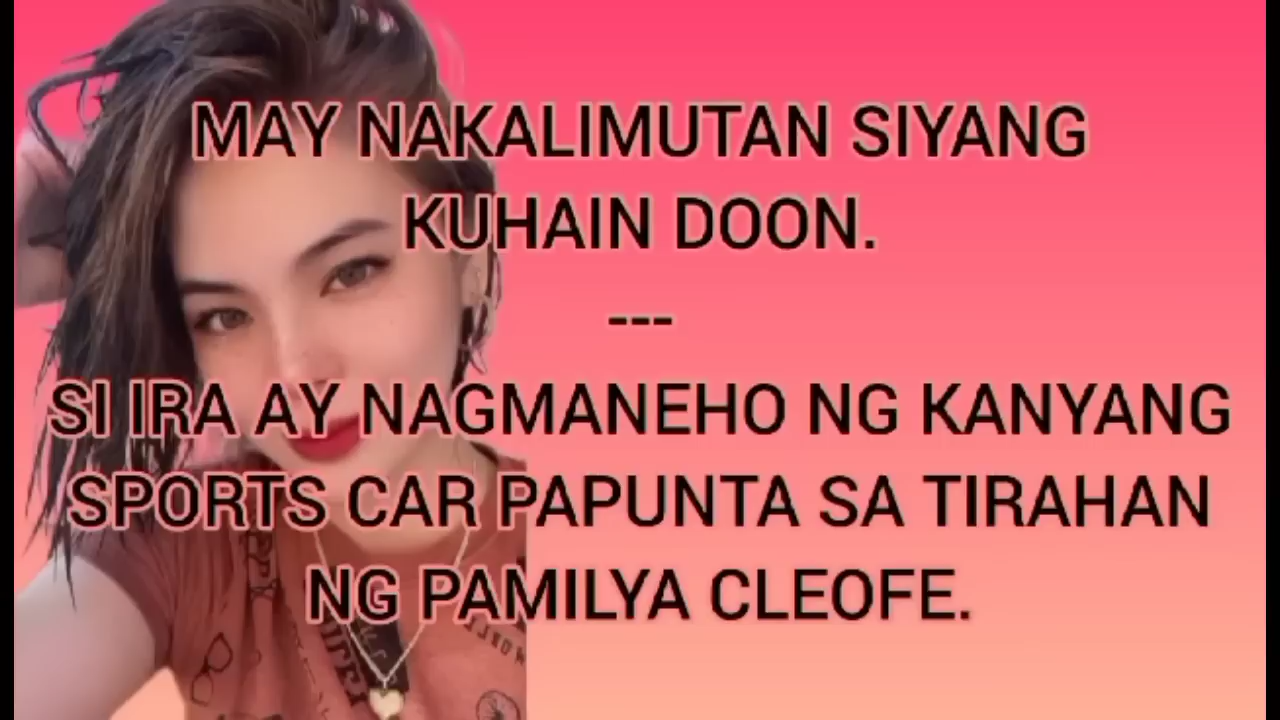 MAY NAKALIMUTAN SIYANG
KUHAIN DOON.
---
SI IRA AY NAGMANEHO NG KANYANG
SPORTS CAR PAPUNTA SA TIRAHAN
NG PAMILYA CLEOFE.